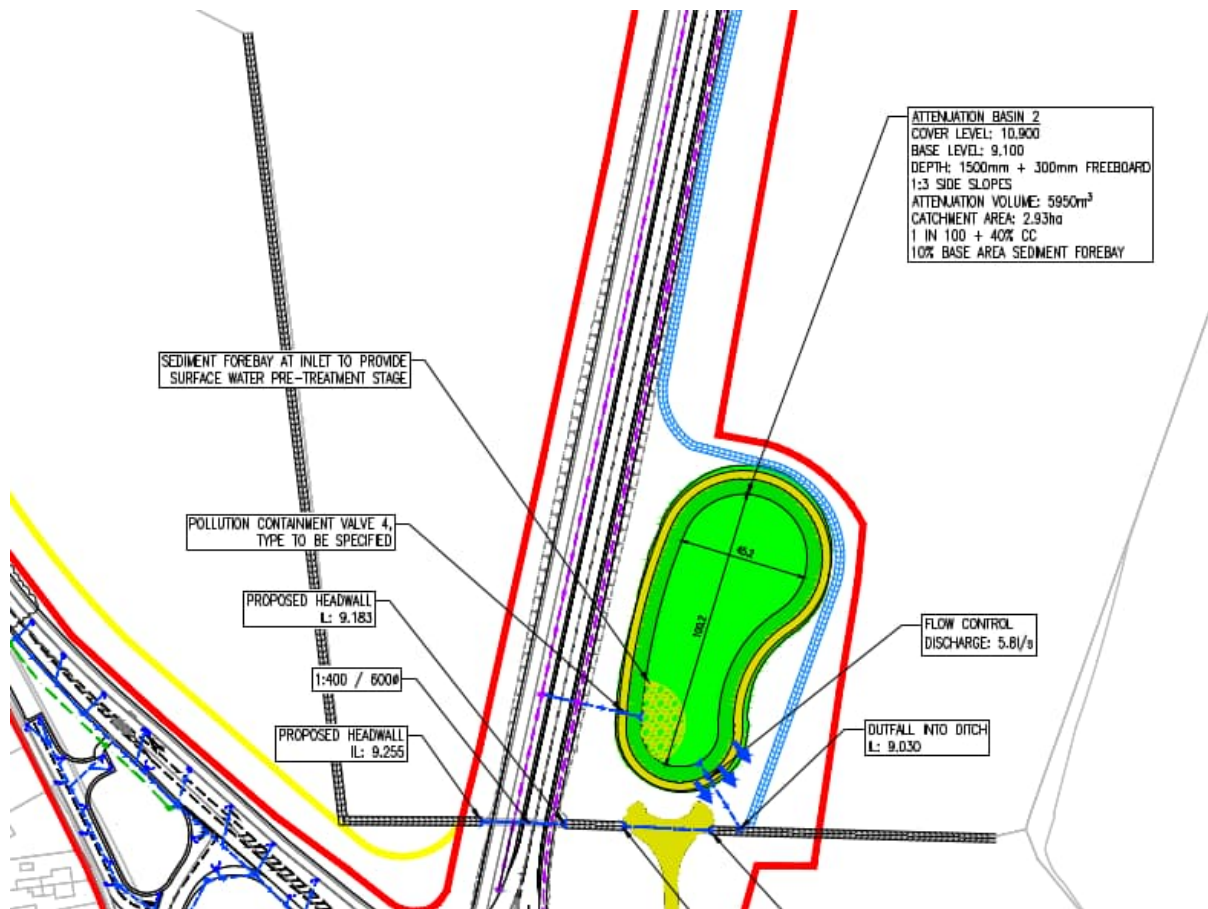 ATTENUATION BASIN 2
COVER LEVEL: 10.900
BASE LEVEL: 9.100
DEPTH: 1500mm + 300mm FREEBOARD
1:3 SIDE SLOPES
ATTENUATION VOLUME: 5950m³
CATCHMENT AREA: 2.93ha
1 IN 100 + 40% CC
10% BASE AREA SEDIMENT FOREBAY
SEDIMENT FOREBAY AT INLET TO PROVIDE
SURFACE WATER PRE-TREATMENT STAGE
POLLUTION CONTAINMENT VALVE 4,
TYPE TO BE SPECIFIED
PROPOSED HEADWALL
IL: 9.183
1:400 / 600ø
PROPOSED HEADWALL
IL: 9.255
100.2
FLOW CONTROL
DISCHARGE: 5.8l/s
OUTFALL INTO DITCH
IL: 9.030